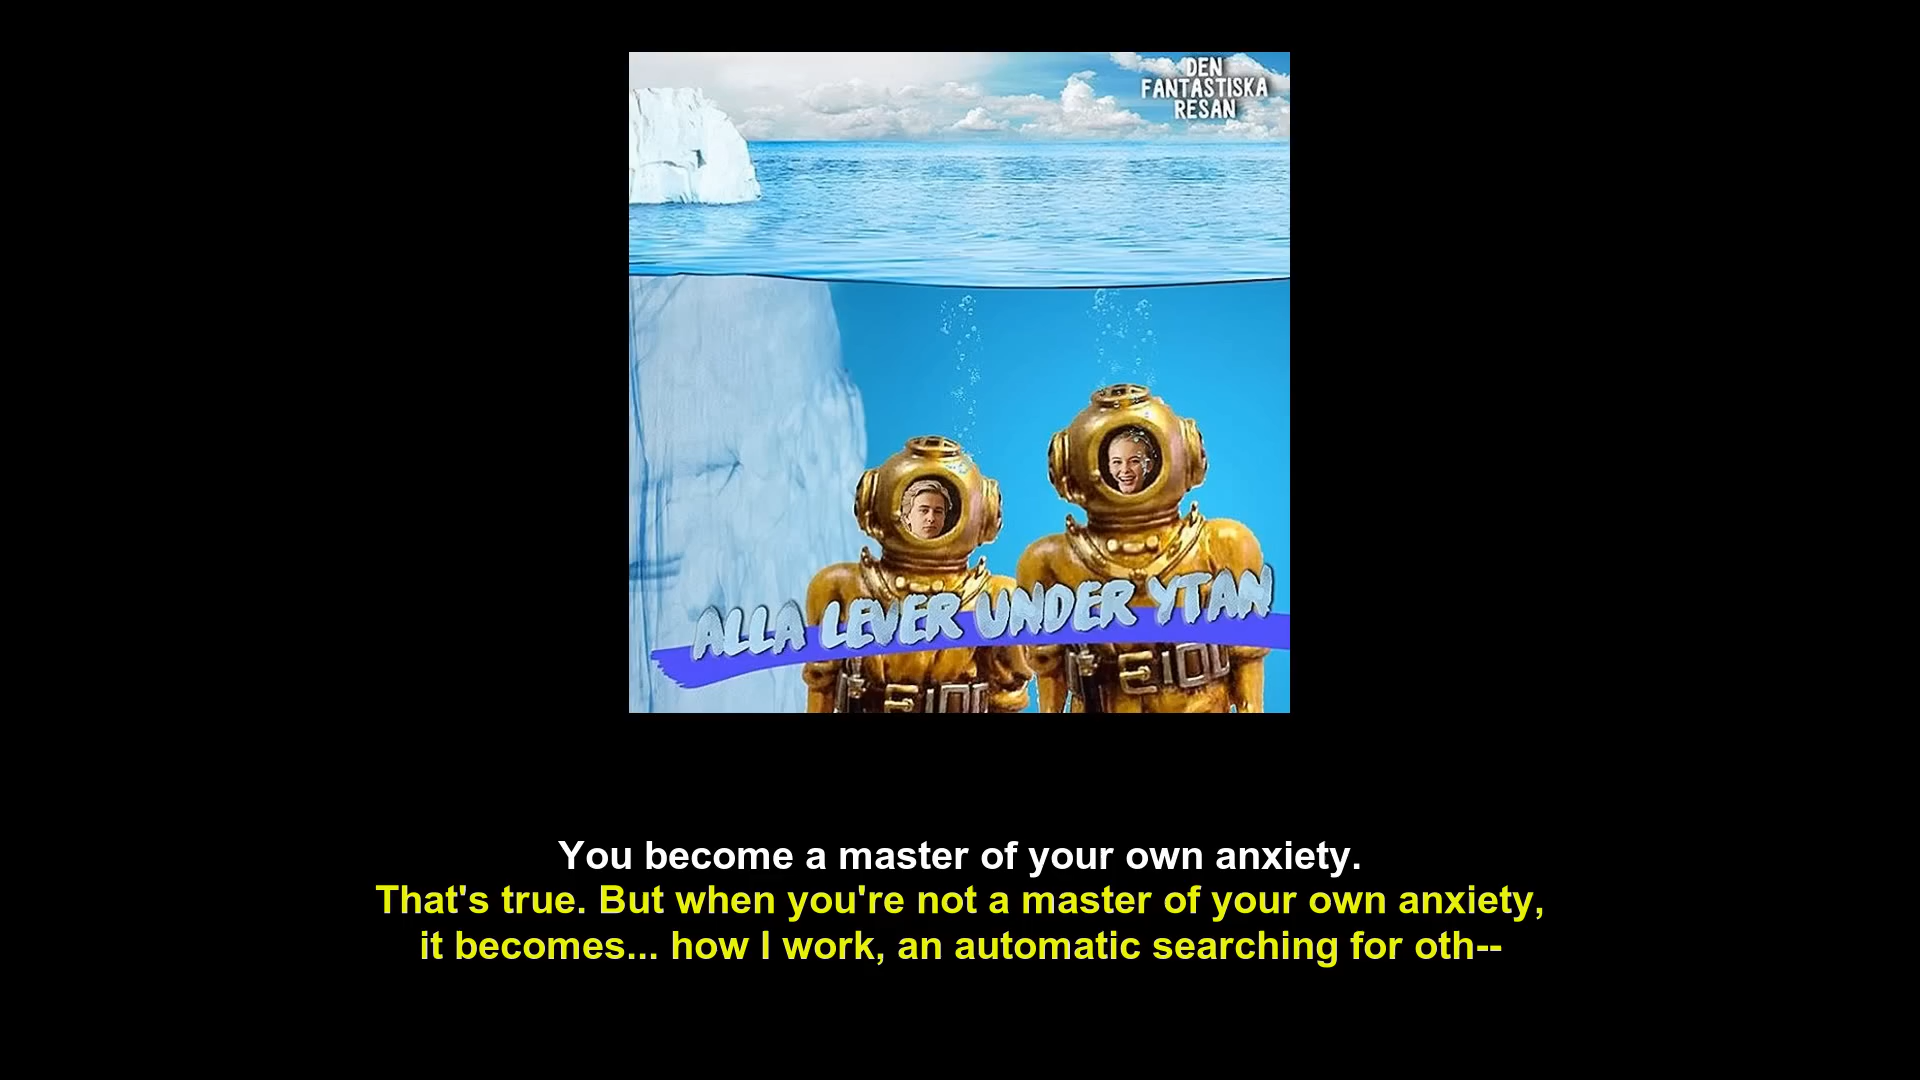 DEN
FANTASTISKA
RESAN
ALLA LEVER UNDER YTAN
You become a master of your own anxiety.
That's true. But when you're not a master of your own anxiety,
it becomes... how I work, an automatic searching for oth--